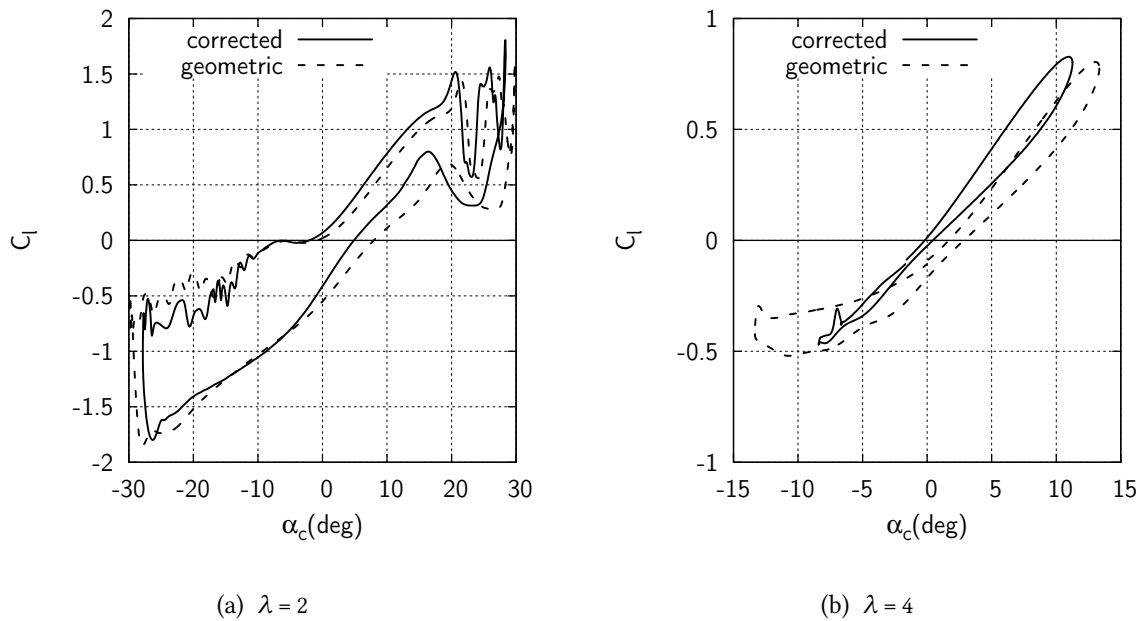 2
1.5
1
0.5
0
-0.5
-1
-1.5
-2
-30 -20 -10 0 10 20 30
C_l
α_c(deg)
corrected
geometric
(a) λ = 2
1
0.5
0
-0.5
-1
-15 -10 -5 0 5 10 15
C_l
α_c(deg)
corrected
geometric
(b) λ = 4